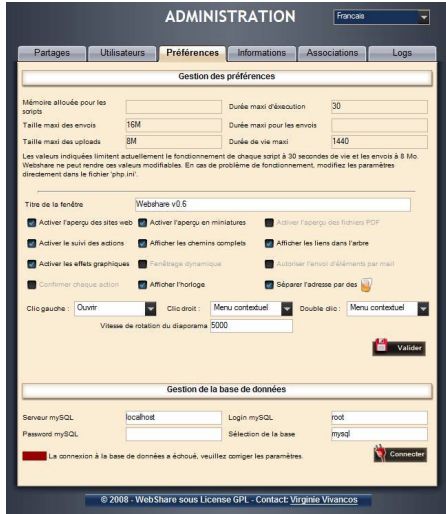 ADMINISTRATION
Francais
Partages Utilisateurs Préférences Informations Associations Logs
Gestion des préférences
Mémoire allouée pour les scripts Durée maxi d'éxecution 30
Taille maxi des envois 16M Durée maxi pour les envois
Taille maxi des uploads 8M Durée de vie maxi 1440
Les valeurs indiquées limitent actuellement le fonctionnement de chaque script à 30 secondes de vie et les envois à 8 Mo.
Webshare ne peut rendre ces valeurs modifiables. En cas de problème de fonctionnement, modifiez les paramètres
directement dans le fichier 'php.ini'.
Titre de la fenêtre Webshare v0.6
Activer l'aperçu des sites web Activer l'aperçu en miniatures Activer l'aperçu des fichiers PDF
Activer le suivi des actions Afficher les chemins complets Afficher les liens dans l'arbre
Activer les effets graphiques Fenêtrage dynamique Autoriser l'envoi d'éléments par mail
Confirmer chaque action Afficher l'horloge Séparer l'adresse par des
Clic gauche : Ouvrir Clic droit : Menu contextuel Double clic : Menu contextuel
Vitesse de rotation du diaporama 5000
Valider
Gestion de la base de données
Serveur mySQL localhost Login mySQL root
Password mySQL Sélection de la base mysql
La connexion à la base de données a échoué, veuillez corriger les paramètres. Connecter
© 2008 - WebShare sous License GPL - Contact: Virginie Vivancos